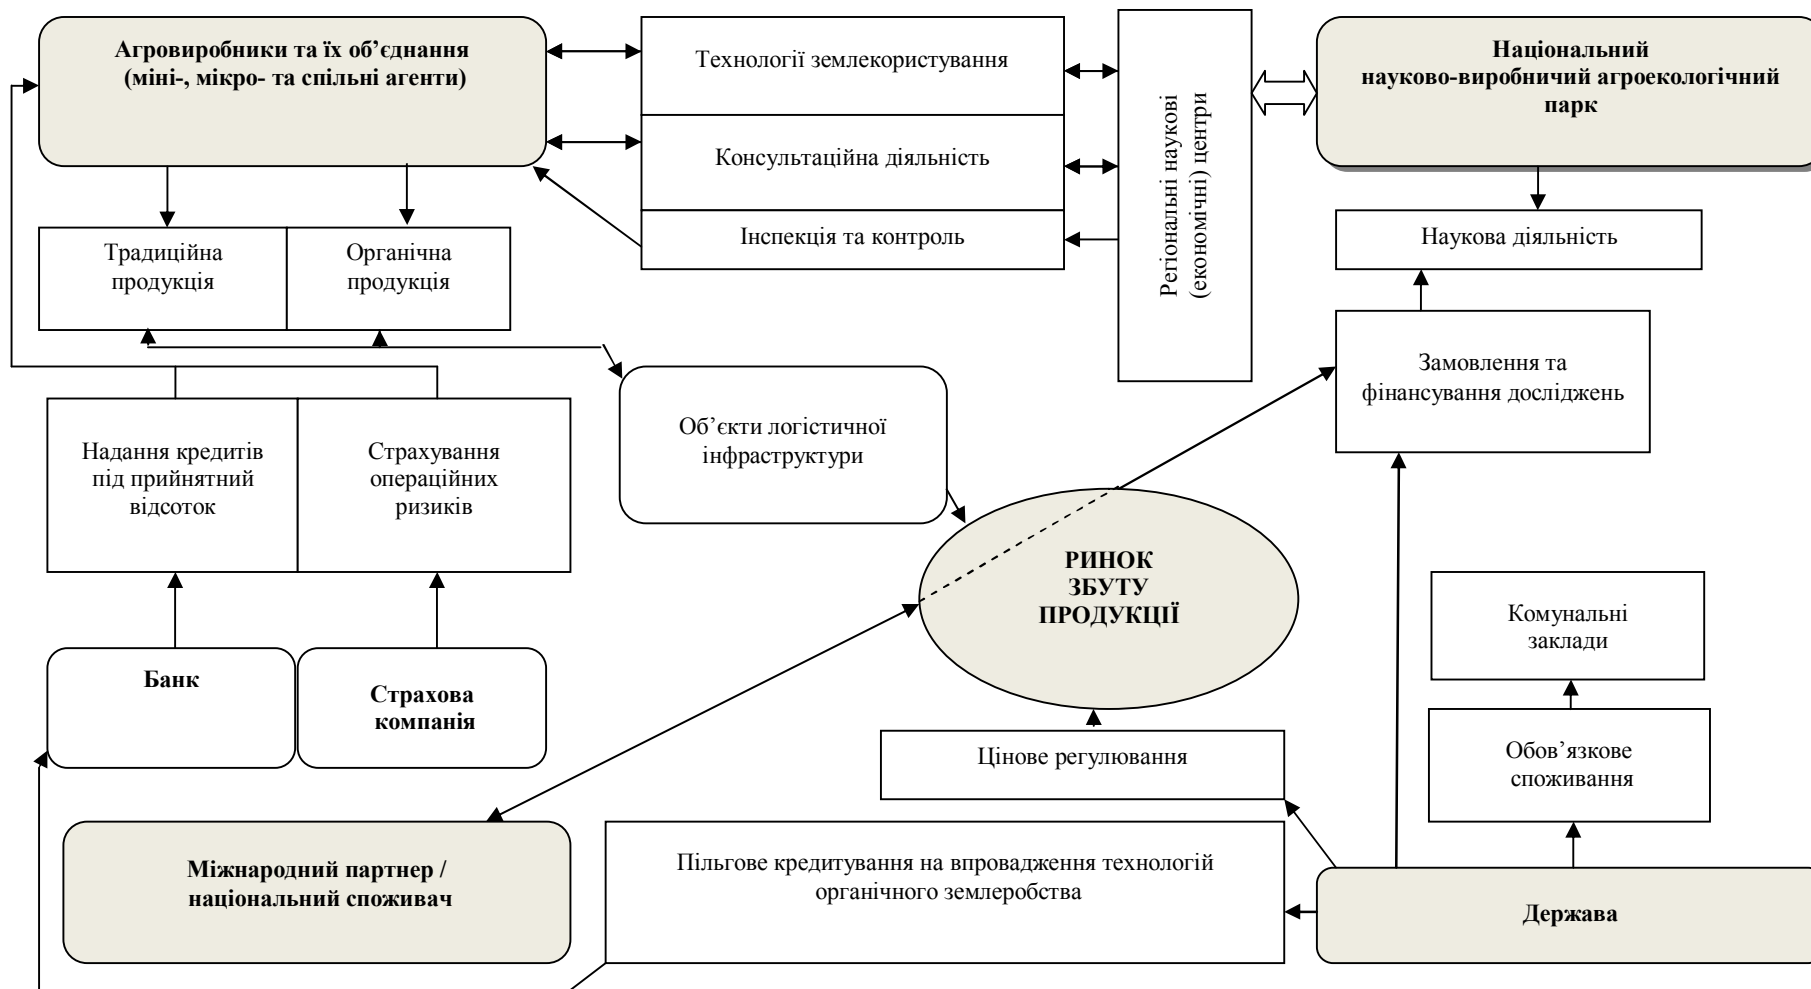 Агровиробники та їх об’єднання
(міні-, мікро- та спільні агенти)
Технології землекористування
Консультаційна діяльність
Інспекція та контроль
Регіональні наукові
(економічні) центри
Національний
науково-виробничий агроекологічний
парк
Традиційна
продукція
Органічна
продукція
Наукова діяльність
Замовлення та
фінансування досліджень
Об’єкти логістичної
інфраструктури
Надання кредитів
під прийнятний
відсоток
Страхування
операційних
ризиків
РИНОК
ЗБУТУ
ПРОДУКЦІЇ
Комунальні
заклади
Банк
Страхова
компанія
Цінове регулювання
Обов’язкове
споживання
Міжнародний партнер /
національний споживач
Пільгове кредитування на впровадження технологій
органічного землеробства
Держава